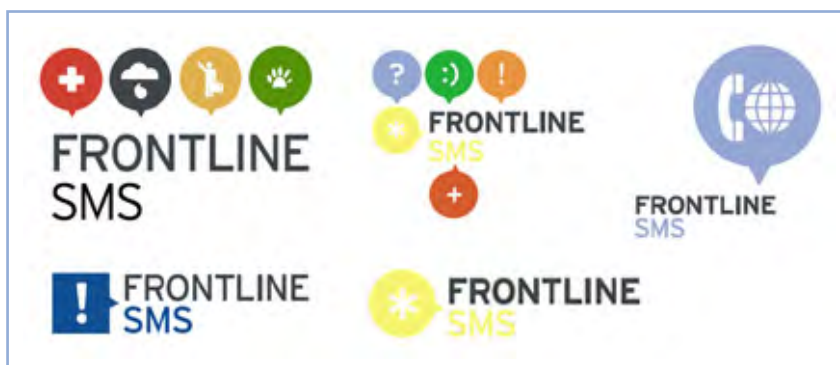 FRONTLINE
SMS
? :) !
* FRONTLINE
SMS
+
FRONTLINE
SMS
! FRONTLINE
SMS
* FRONTLINE
SMS